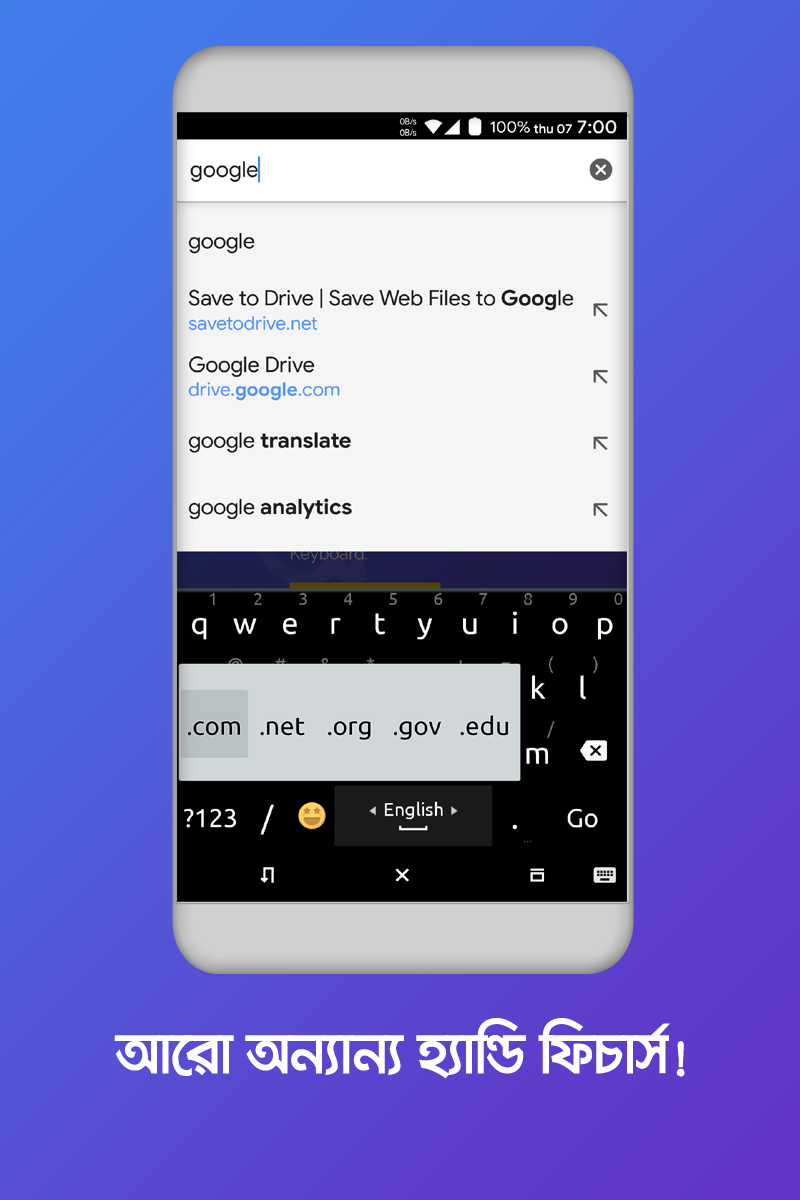 0B/s
0B/s
100% thu 07 7:00
google
google
Save to Drive | Save Web Files to Google
savetodrive.net
Google Drive
drive.google.com
google translate
google analytics
Keyboard.
1 2 3 4 5 6 7 8 9 0
q w e r t y u i o p
( )
k l
.com .net .org .gov .edu
/
m
?123 / English . Go
...
আরো অন্যান্য হ্যান্ডি ফিচার্স!